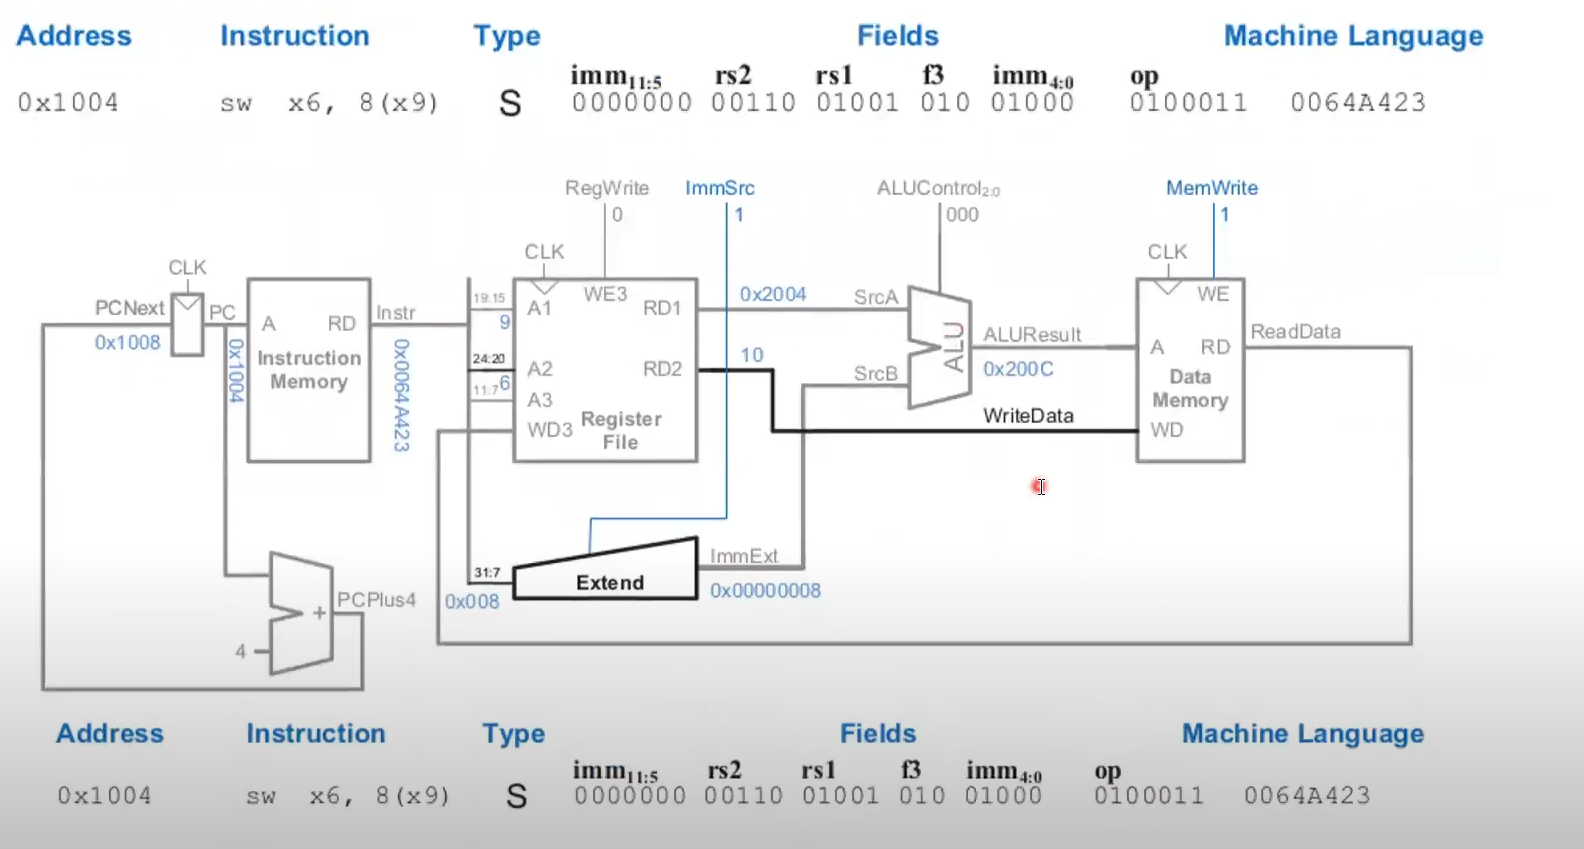 Address Instruction Type Fields Machine Language
imm11:5 rs2 rs1 f3 imm4:0 op
0x1004 sw x6, 8(x9) S 0000000 00110 01001 010 01000 0100011 0064A423
RegWrite ImmSrc ALUControl2:0 MemWrite
0 1 000 1
CLK CLK CLK
PCNext PC
0x1008
0x1004
A RD
Instruction
Memory
Instr
0x0064A423
19:15
9
24:20
6
11:7
A1 WE3 RD1
A2 RD2
A3
WD3
Register
File
0x2004 SrcA
10
SrcB
ALU
ALUResult
0x200C
WriteData
WE
A RD
Data
Memory
WD
ReadData
31:7
0x008
Extend
ImmExt
0x00000008
+
PCPlus4
4
Address Instruction Type Fields Machine Language
imm11:5 rs2 rs1 f3 imm4:0 op
0x1004 sw x6, 8(x9) S 0000000 00110 01001 010 01000 0100011 0064A423